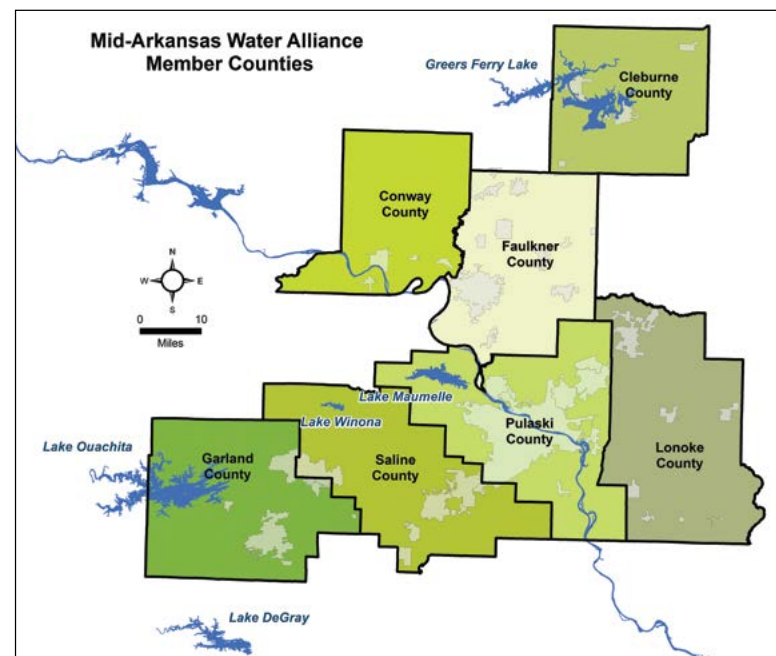 Mid-Arkansas Water Alliance
Member Counties
Greers Ferry Lake
Cleburne
County
Conway
County
Faulkner
County
N
W
E
S
0
10
Miles
Lake Maumelle
Lake Winona
Pulaski
County
Lake Ouachita
Garland
County
Saline
County
Lonoke
County
Lake DeGray